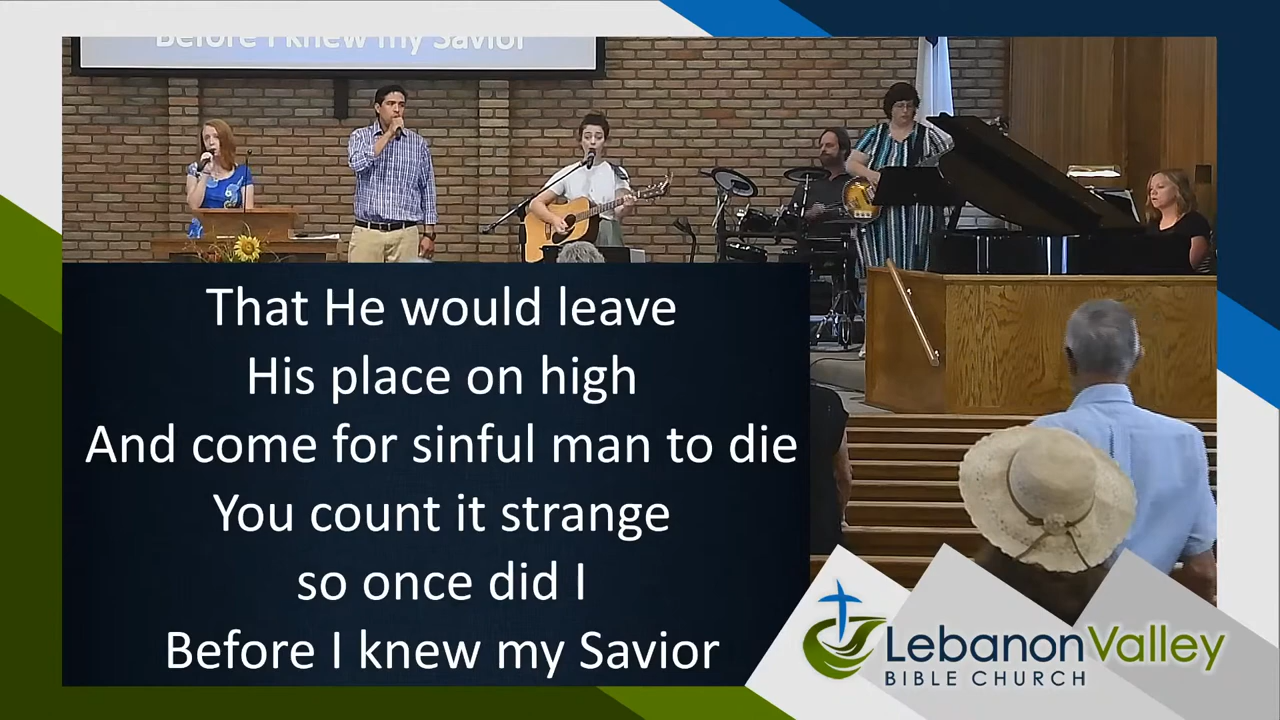 Before I knew my Savior
That He would leave
His place on high
And come for sinful man to die
You count it strange
so once did I
Before I knew my Savior
LebanonValley
BIBLE CHURCH